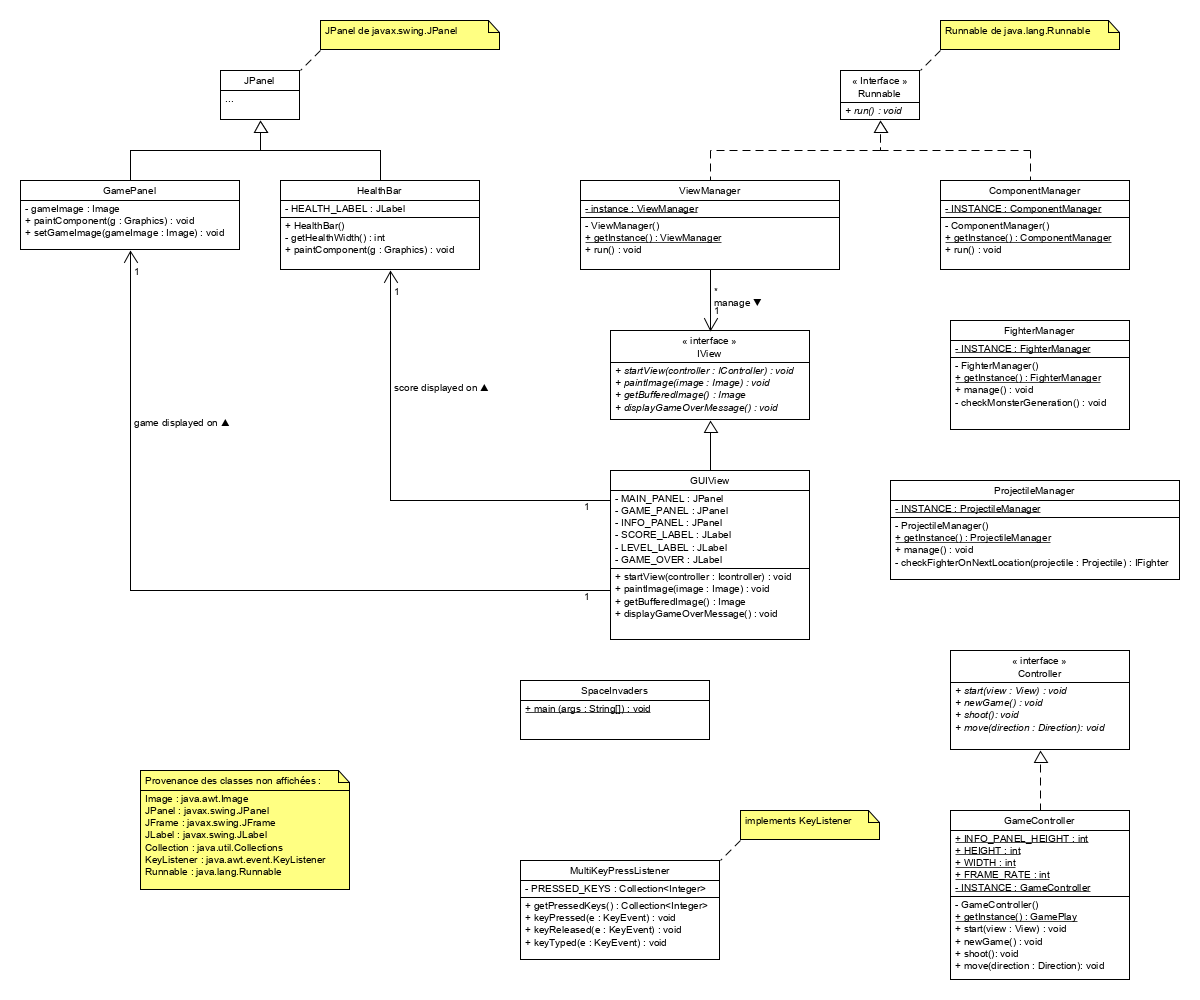 JPanel de javax.swing.JPanel
Runnable de java.lang.Runnable
JPanel
...
« Interface »
Runnable
+ run() : void
GamePanel
- gameImage : Image
+ paintComponent(g : Graphics) : void
+ setGameImage(gameImage : Image) : void
HealthBar
- HEALTH_LABEL : JLabel
+ HealthBar()
- getHealthWidth() : int
+ paintComponent(g : Graphics) : void
ViewManager
- instance : ViewManager
- ViewManager()
+ getInstance() : ViewManager
+ run() : void
ComponentManager
- INSTANCE : ComponentManager
- ComponentManager()
+ getInstance() : ComponentManager
+ run() : void
1
1
*
manage ▼
1
« interface »
IView
+ startView(controller : IController) : void
+ paintImage(image : Image) : void
+ getBufferedImage() : Image
+ displayGameOverMessage() : void
FighterManager
- INSTANCE : FighterManager
- FighterManager()
+ getInstance() : FighterManager
+ manage() : void
- checkMonsterGeneration() : void
score displayed on ▲
game displayed on ▲
GUIView
- MAIN_PANEL : JPanel
- GAME_PANEL : JPanel
- INFO_PANEL : JPanel
- SCORE_LABEL : JLabel
- LEVEL_LABEL : JLabel
- GAME_OVER : JLabel
+ startView(controller : Icontroller) : void
+ paintImage(image : Image) : void
+ getBufferedImage() : Image
+ displayGameOverMessage() : void
1
1
ProjectileManager
- INSTANCE : ProjectileManager
- ProjectileManager()
+ getInstance() : ProjectileManager
+ manage() : void
- checkFighterOnNextLocation(projectile : Projectile) : IFighter
« interface »
Controller
+ start(view : View) : void
+ newGame() : void
+ shoot(): void
+ move(direction : Direction): void
SpaceInvaders
+ main (args : String[]) : void
Provenance des classes non affichées :
Image : java.awt.Image
JPanel : javax.swing.JPanel
JFrame : javax.swing.JFrame
JLabel : javax.swing.JLabel
Collection : java.util.Collections
KeyListener : java.awt.event.KeyListener
Runnable : java.lang.Runnable
implements KeyListener
MultiKeyPressListener
- PRESSED_KEYS : Collection<Integer>
+ getPressedKeys() : Collection<Integer>
+ keyPressed(e : KeyEvent) : void
+ keyReleased(e : KeyEvent) : void
+ keyTyped(e : KeyEvent) : void
GameController
+ INFO_PANEL_HEIGHT : int
+ HEIGHT : int
+ WIDTH : int
+ FRAME_RATE : int
- INSTANCE : GameController
- GameController()
+ getInstance() : GamePlay
+ start(view : View) : void
+ newGame() : void
+ shoot(): void
+ move(direction : Direction): void